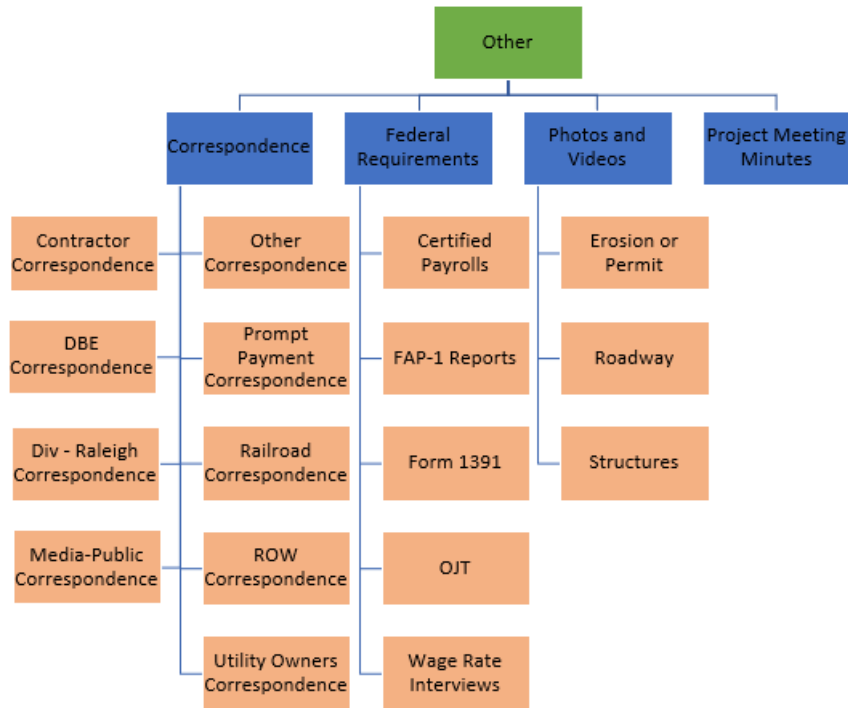 Other
Correspondence
Federal
Requirements
Photos and
Videos
Project Meeting
Minutes
Contractor
Correspondence
Other
Correspondence
Certified
Payrolls
Erosion or
Permit
DBE
Correspondence
Prompt
Payment
Correspondence
FAP-1 Reports
Roadway
Div - Raleigh
Correspondence
Railroad
Correspondence
Form 1391
Structures
Media-Public
Correspondence
ROW
Correspondence
OJT
Utility Owners
Correspondence
Wage Rate
Interviews